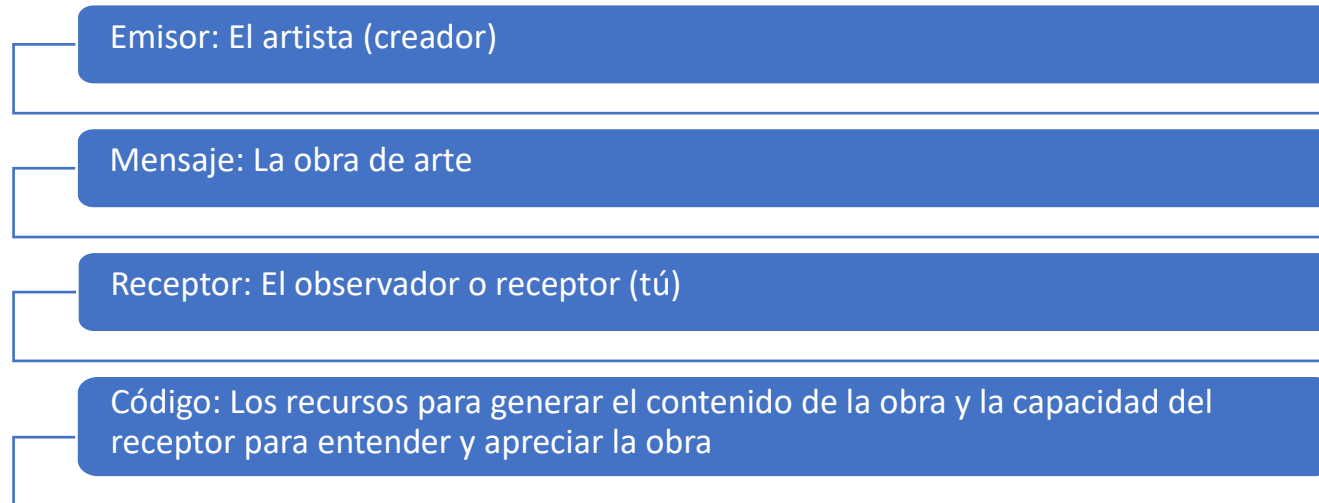 Emisor: El artista (creador)
Mensaje: La obra de arte
Receptor: El observador o receptor (tú)
Código: Los recursos para generar el contenido de la obra y la capacidad del
receptor para entender y apreciar la obra